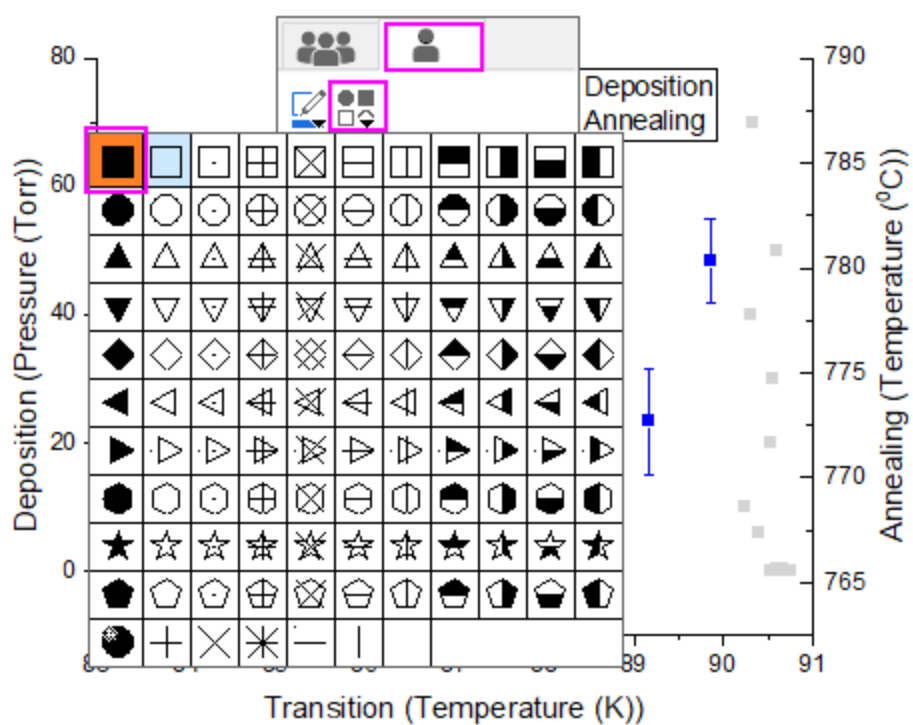 80
60
40
20
0
Deposition (Pressure (Torr))
Deposition
Annealing
790
785
780
775
770
765
Annealing (Temperature (⁰C))
89
90
91
Transition (Temperature (K))